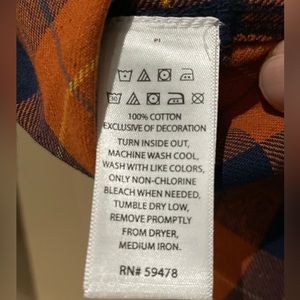 100% COTTON
EXCLUSIVE OF DECORATION
TURN INSIDE OUT,
MACHINE WASH COOL,
WASH WITH LIKE COLORS,
ONLY NON-CHLORINE
BLEACH WHEN NEEDED,
TUMBLE DRY LOW,
REMOVE PROMPTLY
FROM DRYER,
MEDIUM IRON.
RN# 59478